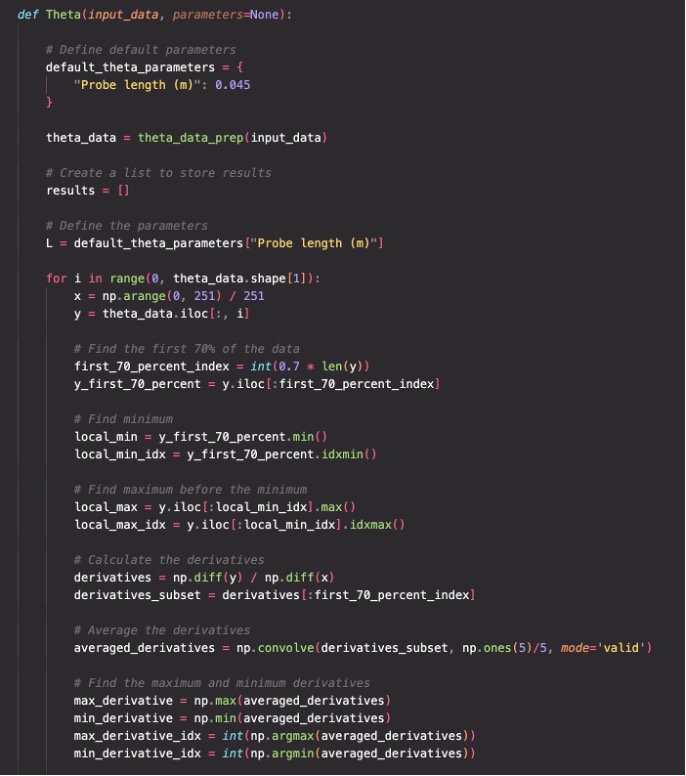 def Theta(input_data, parameters=None):
# Define default parameters
default_theta_parameters = {
"Probe length (m)": 0.045
}
theta_data = theta_data_prep(input_data)
# Create a list to store results
results = []
# Define the parameters
L = default_theta_parameters["Probe length (m)"]
for i in range(0, theta_data.shape[1]):
x = np.arange(0, 251) / 251
y = theta_data.iloc[:, i]
# Find the first 70% of the data
first_70_percent_index = int(0.7 * len(y))
y_first_70_percent = y.iloc[:first_70_percent_index]
# Find minimum
local_min = y_first_70_percent.min()
local_min_idx = y_first_70_percent.idxmin()
# Find maximum before the minimum
local_max = y.iloc[:local_min_idx].max()
local_max_idx = y.iloc[:local_min_idx].idxmax()
# Calculate the derivatives
derivatives = np.diff(y) / np.diff(x)
derivatives_subset = derivatives[:first_70_percent_index]
# Average the derivatives
averaged_derivatives = np.convolve(derivatives_subset, np.ones(5)/5, mode='valid')
# Find the maximum and minimum derivatives
max_derivative = np.max(averaged_derivatives)
min_derivative = np.min(averaged_derivatives)
max_derivative_idx = int(np.argmax(averaged_derivatives))
min_derivative_idx = int(np.argmin(averaged_derivatives))